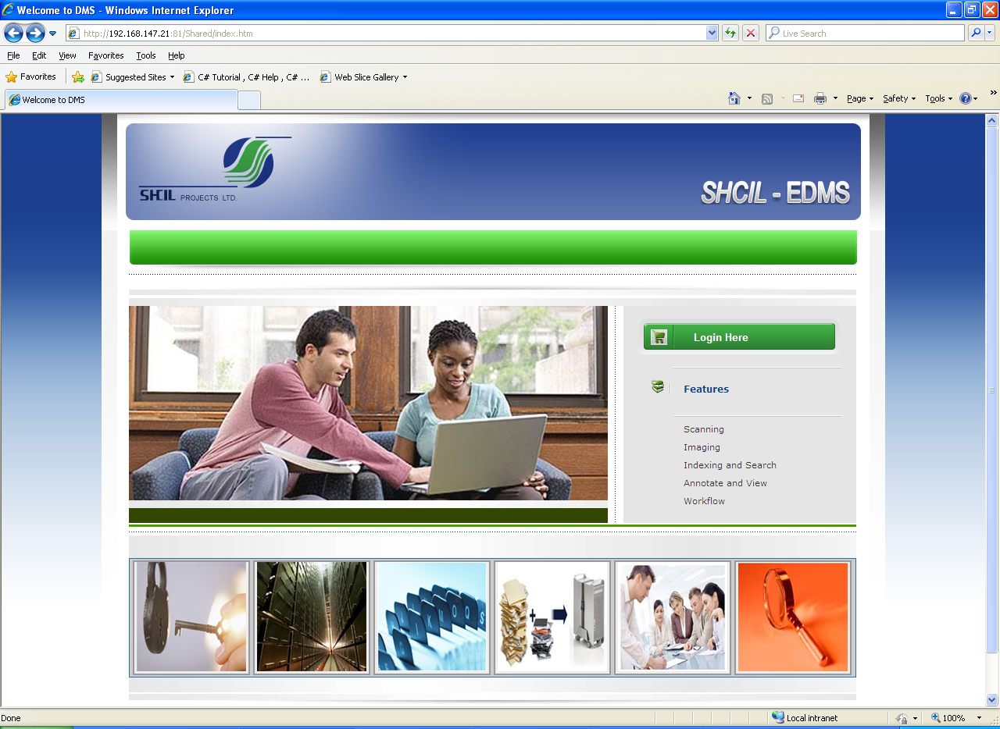 Welcome to DMS - Windows Internet Explorer
http://192.168.147.21:81/Shared/index.htm
Live Search
File Edit View Favorites Tools Help
Favorites Suggested Sites C# Tutorial , C# Help , C# ... Web Slice Gallery
Welcome to DMS
Page Safety Tools
SHCIL PROJECTS LTD.
SHCIL - EDMS
Login Here
Features
Scanning
Imaging
Indexing and Search
Annotate and View
Workflow
Done
Local intranet
100%